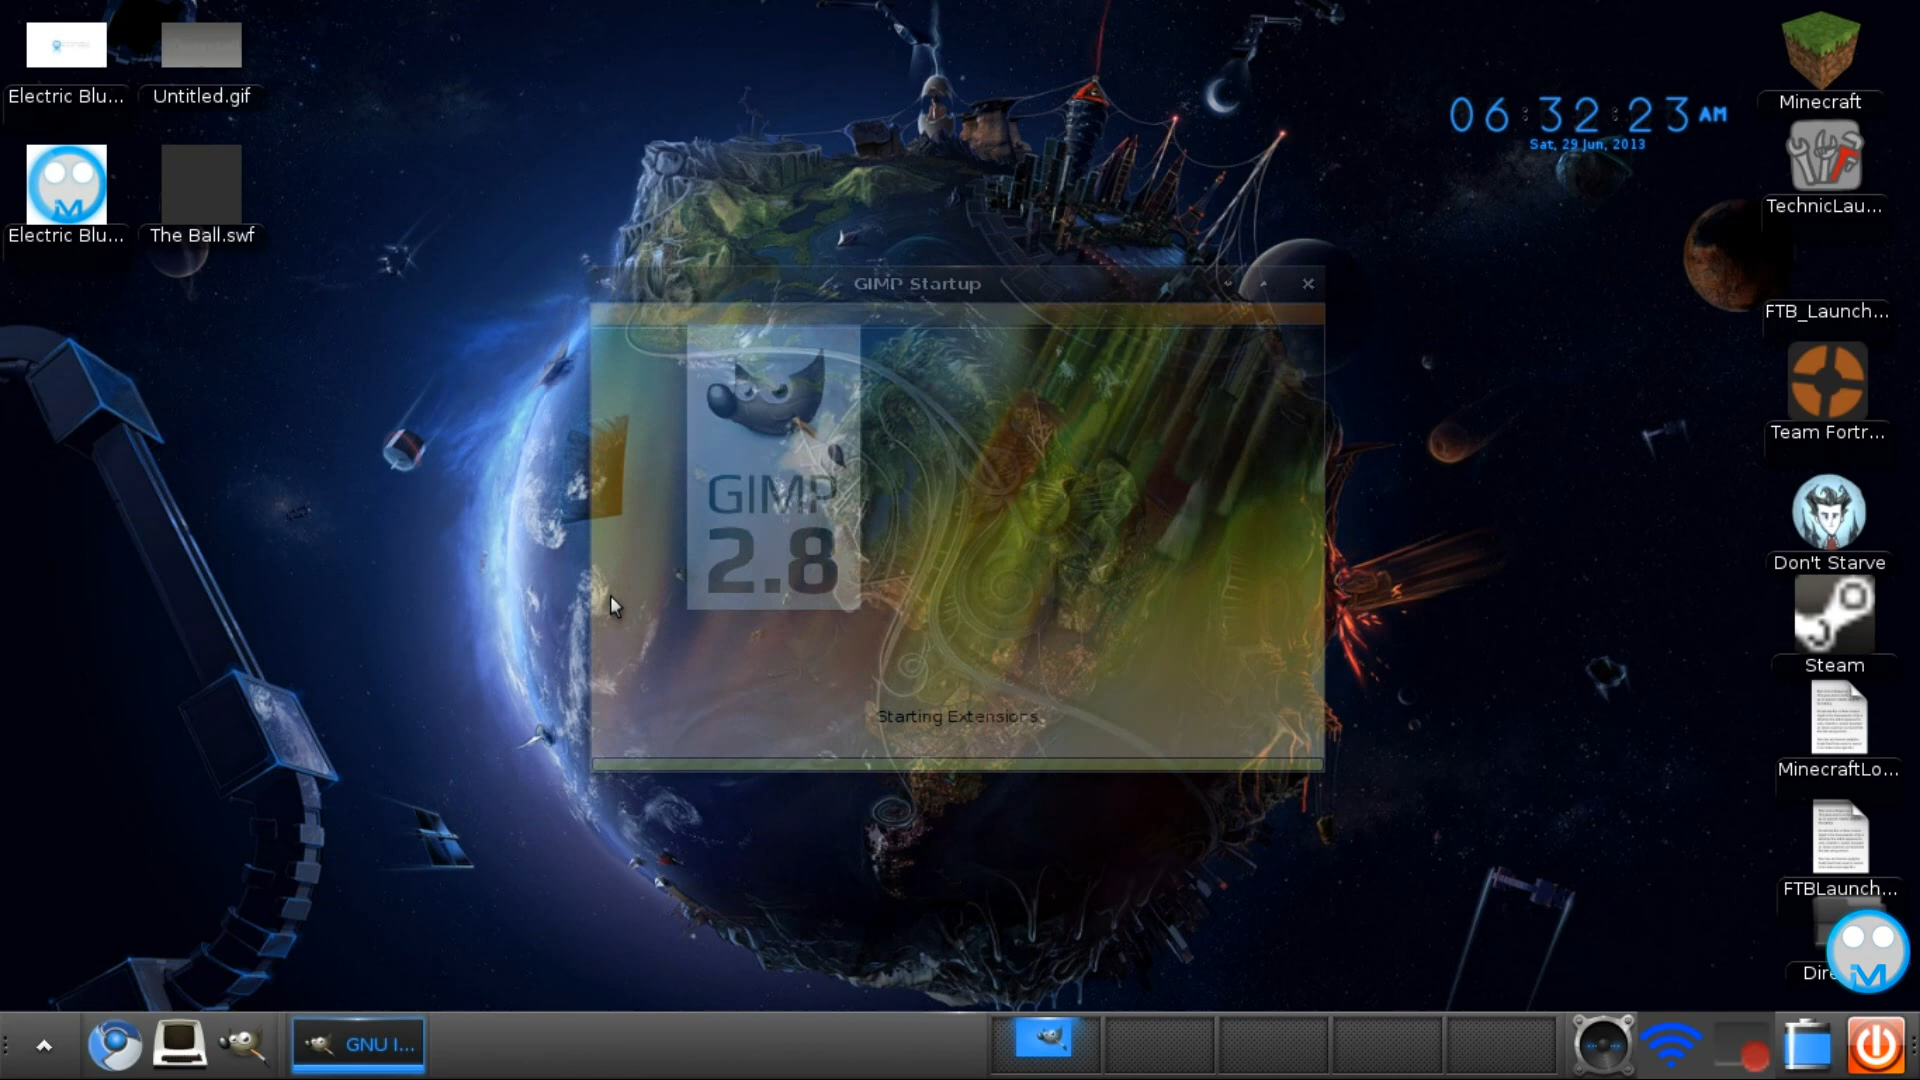 Electric Blu...
Untitled.gif
Electric Blu...
The Ball.swf
06:32:23 AM
Sat, 29 Jun, 2013
Minecraft
TechnicLau...
FTB_Launch...
Team Fortr...
Don't Starve
Steam
MinecraftLo...
FTBLaunch...
Dire
GIMP Startup
GIMP
2.8
Starting Extensions
GNU I...